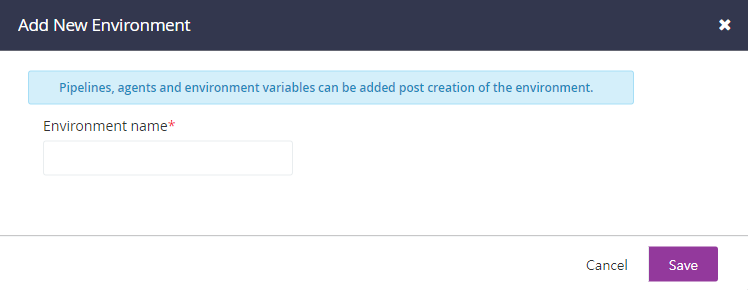 Add New Environment
Pipelines, agents and environment variables can be added post creation of the environment.
Environment name*
Cancel
Save